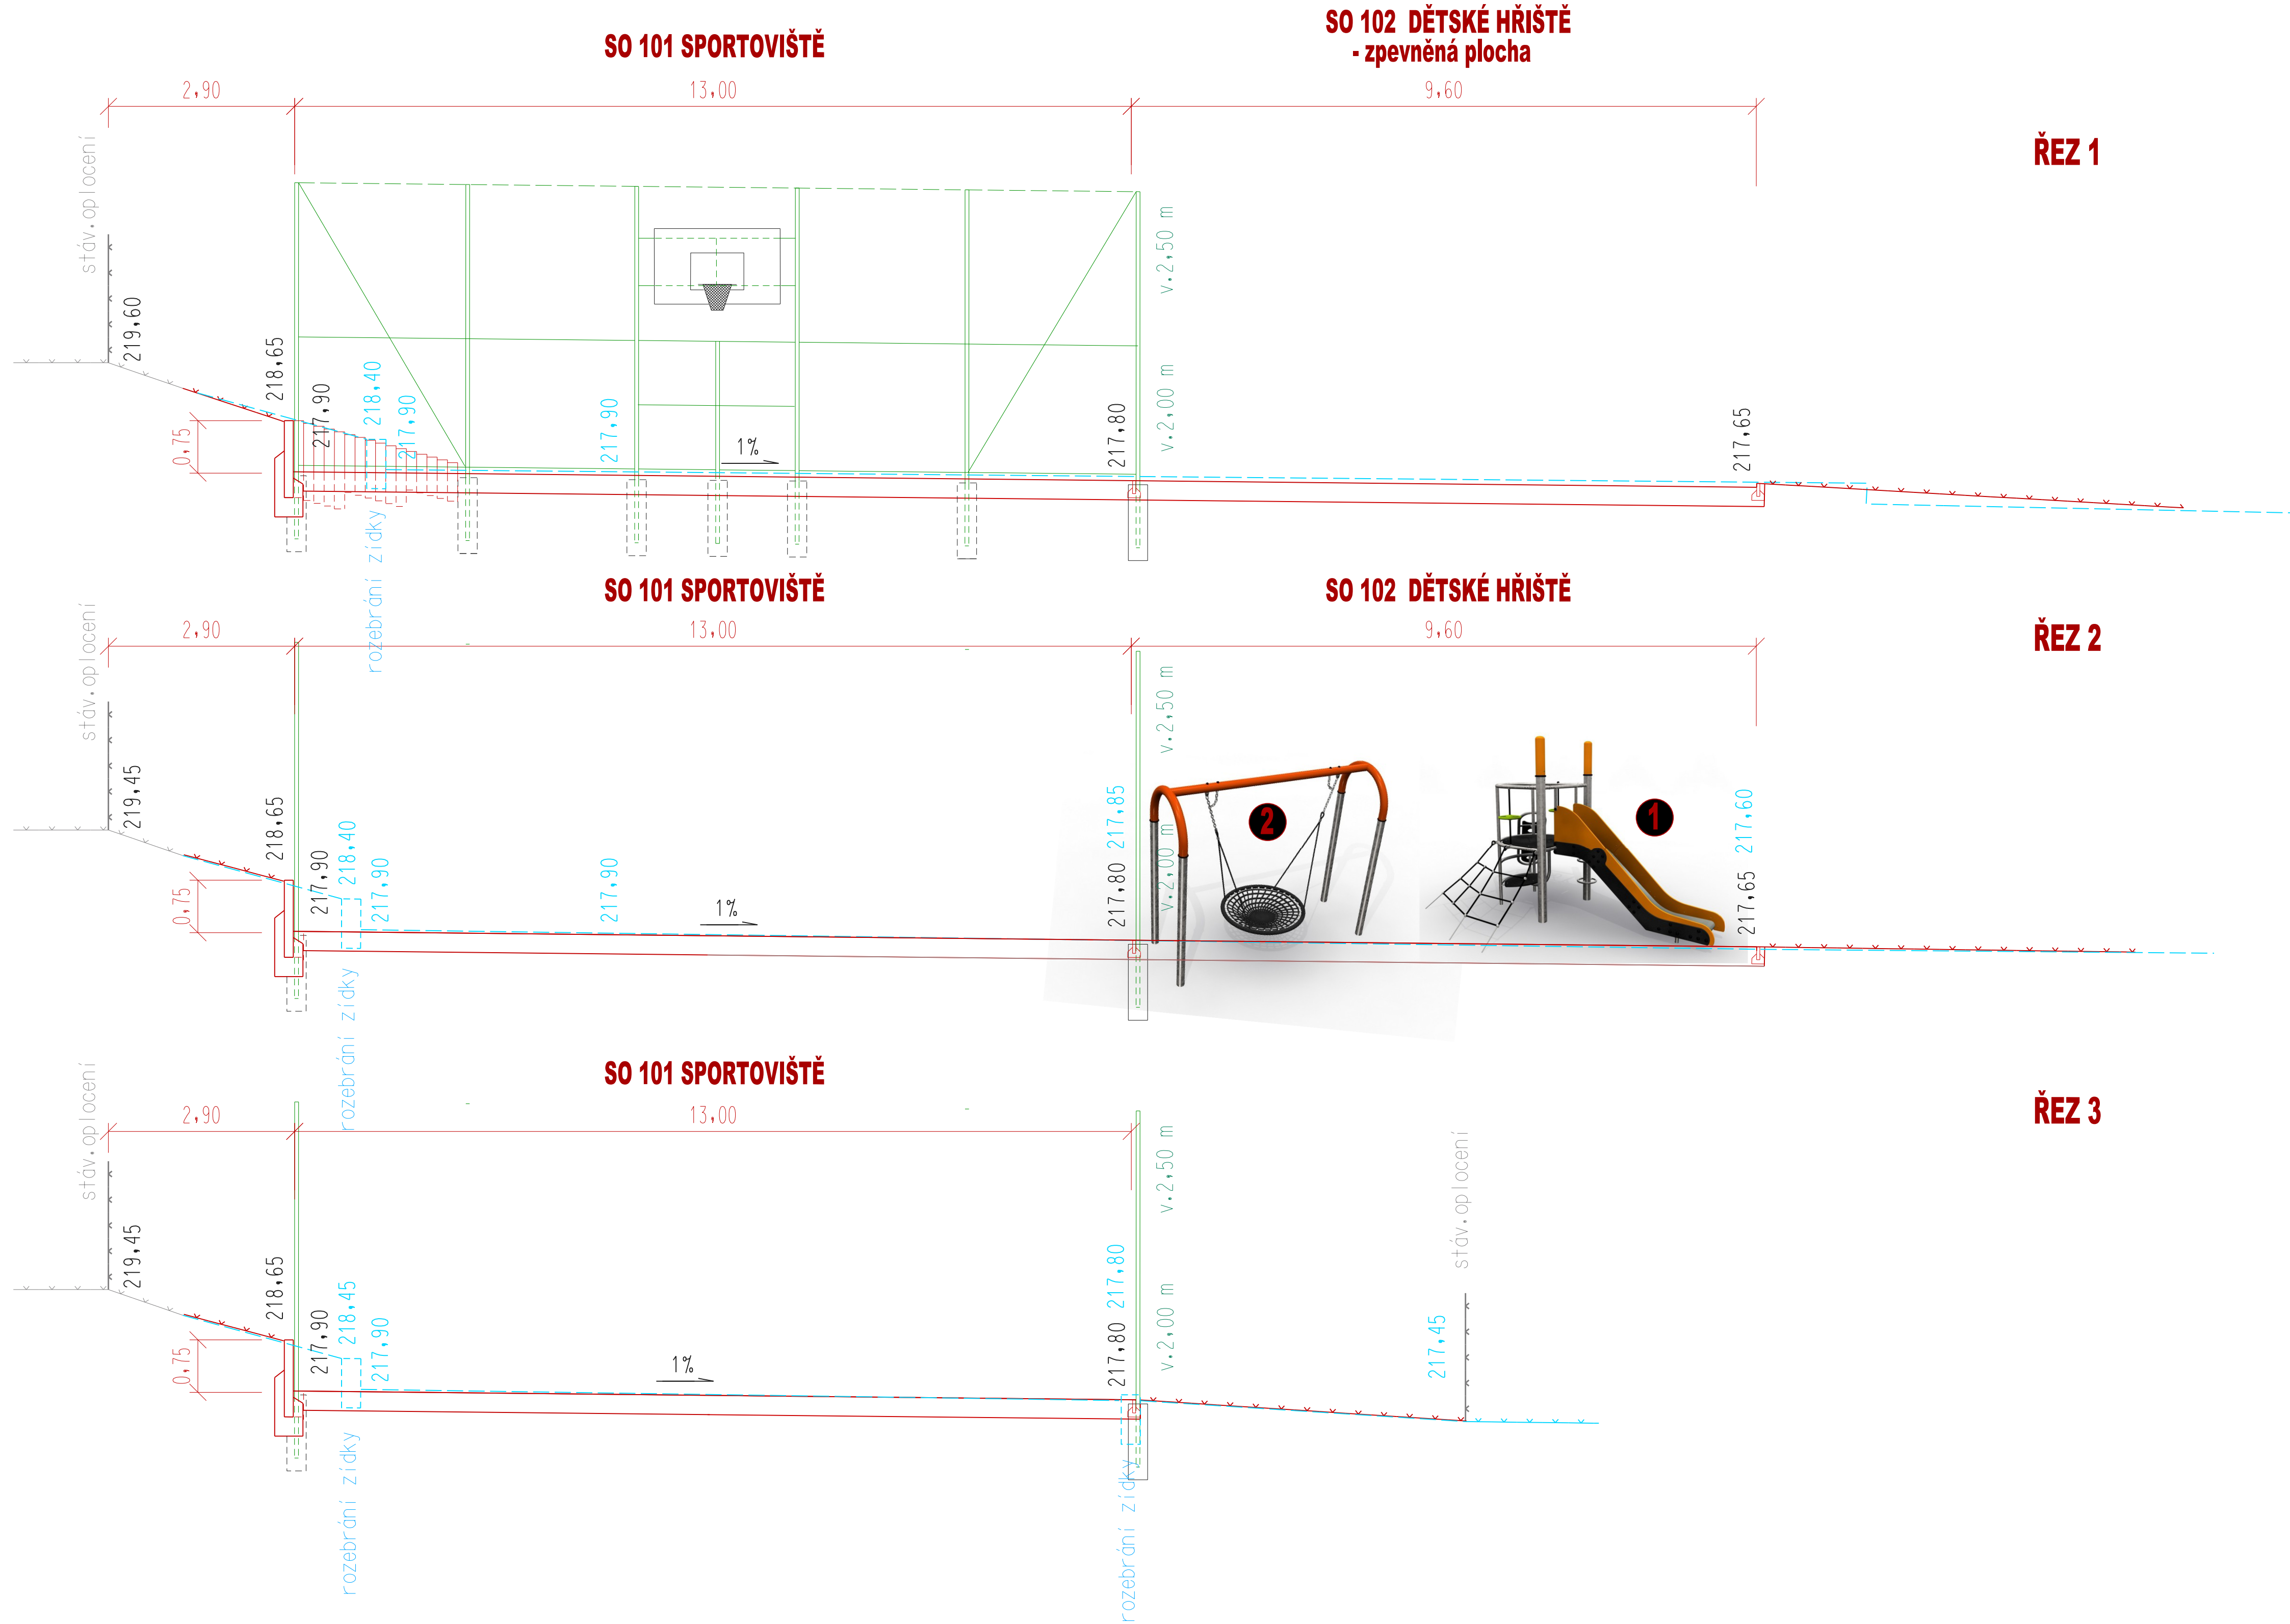 SO 101 SPORTOVIŠTĚ
SO 102 DĚTSKÉ HŘIŠTĚ
- zpevněná plocha
2,90
13,00
9,60
ŘEZ 1
stáv.oplocení
219,60
218,65
217,90
218,40
217,90
217,90
0,75
1%
217,80
v.2,50 m
v.2,00 m
217,65
rozebrání zídky
SO 101 SPORTOVIŠTĚ
SO 102 DĚTSKÉ HŘIŠTĚ
2,90
13,00
9,60
ŘEZ 2
stáv.oplocení
219,45
218,65
217,90
218,40
217,90
217,90
0,75
1%
217,80 217,85
v.2,50 m
v.2,00 m
2
1
217,65 217,60
rozebrání zídky
SO 101 SPORTOVIŠTĚ
2,90
13,00
ŘEZ 3
stáv.oplocení
219,45
218,65
217,90
218,45
217,90
0,75
1%
217,80 217,80
v.2,50 m
v.2,00 m
217,45
stáv.oplocení
rozebrání zídky
rozebrání zídky